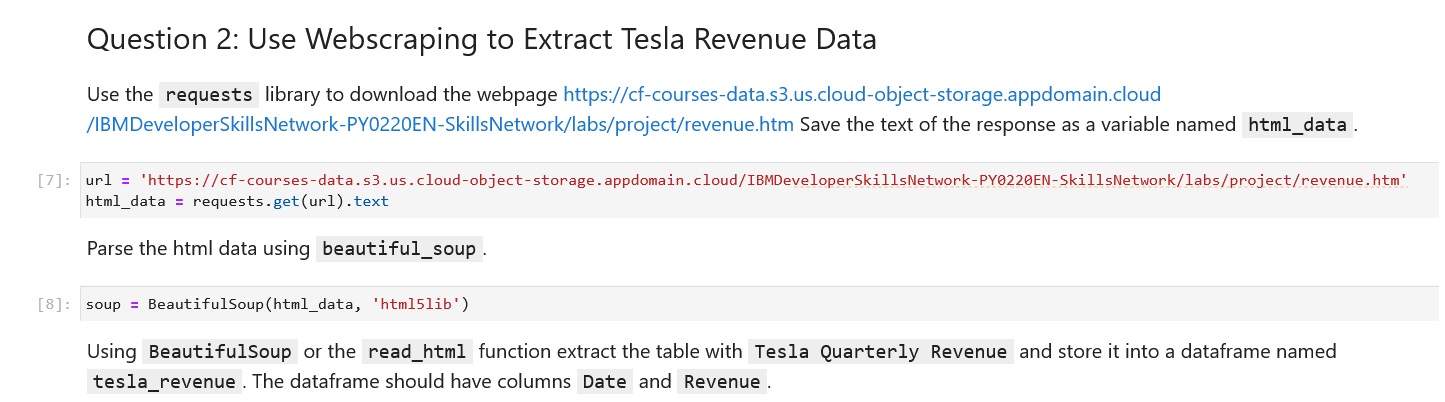 Question 2: Use Webscraping to Extract Tesla Revenue Data
Use the requests library to download the webpage https://cf-courses-data.s3.us.cloud-object-storage.appdomain.cloud
/IBMDeveloperSkillsNetwork-PY0220EN-SkillsNetwork/labs/project/revenue.htm Save the text of the response as a variable named html_data.
[7]: url = 'https://cf-courses-data.s3.us.cloud-object-storage.appdomain.cloud/IBMDeveloperSkillsNetwork-PY0220EN-SkillsNetwork/labs/project/revenue.htm'
html_data = requests.get(url).text
Parse the html data using beautiful_soup.
[8]: soup = BeautifulSoup(html_data, 'html5lib')
Using BeautifulSoup or the read_html function extract the table with Tesla Quarterly Revenue and store it into a dataframe named
tesla_revenue. The dataframe should have columns Date and Revenue.